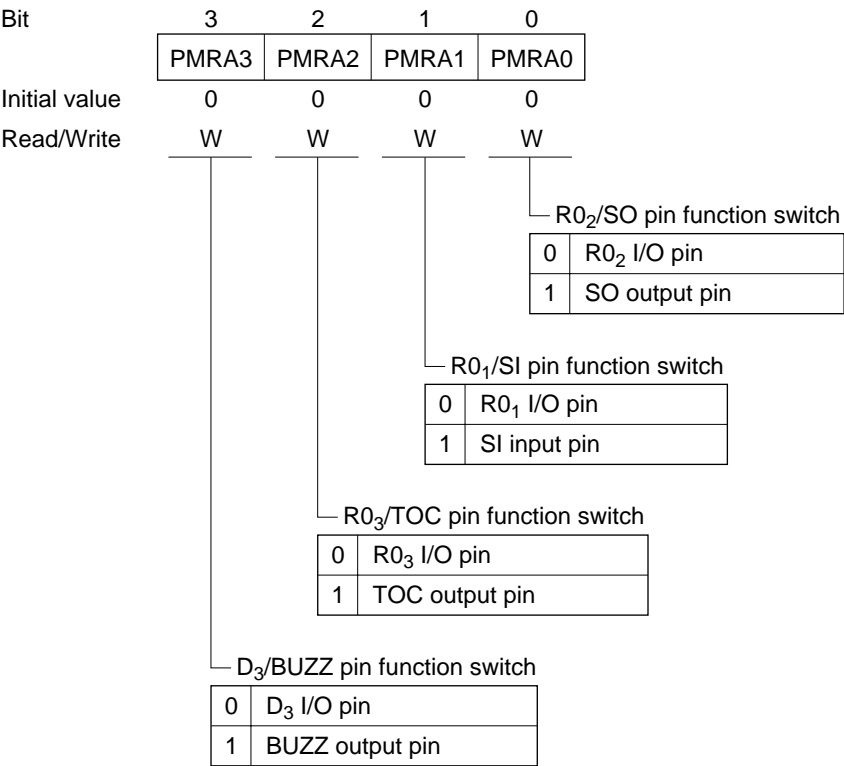 Bit 3 2 1 0
PMRA3 PMRA2 PMRA1 PMRA0
Initial value 0 0 0 0
Read/Write W W W W
R0₂/SO pin function switch
0 R0₂ I/O pin
1 SO output pin
R0₁/SI pin function switch
0 R0₁ I/O pin
1 SI input pin
R0₃/TOC pin function switch
0 R0₃ I/O pin
1 TOC output pin
D₃/BUZZ pin function switch
0 D₃ I/O pin
1 BUZZ output pin